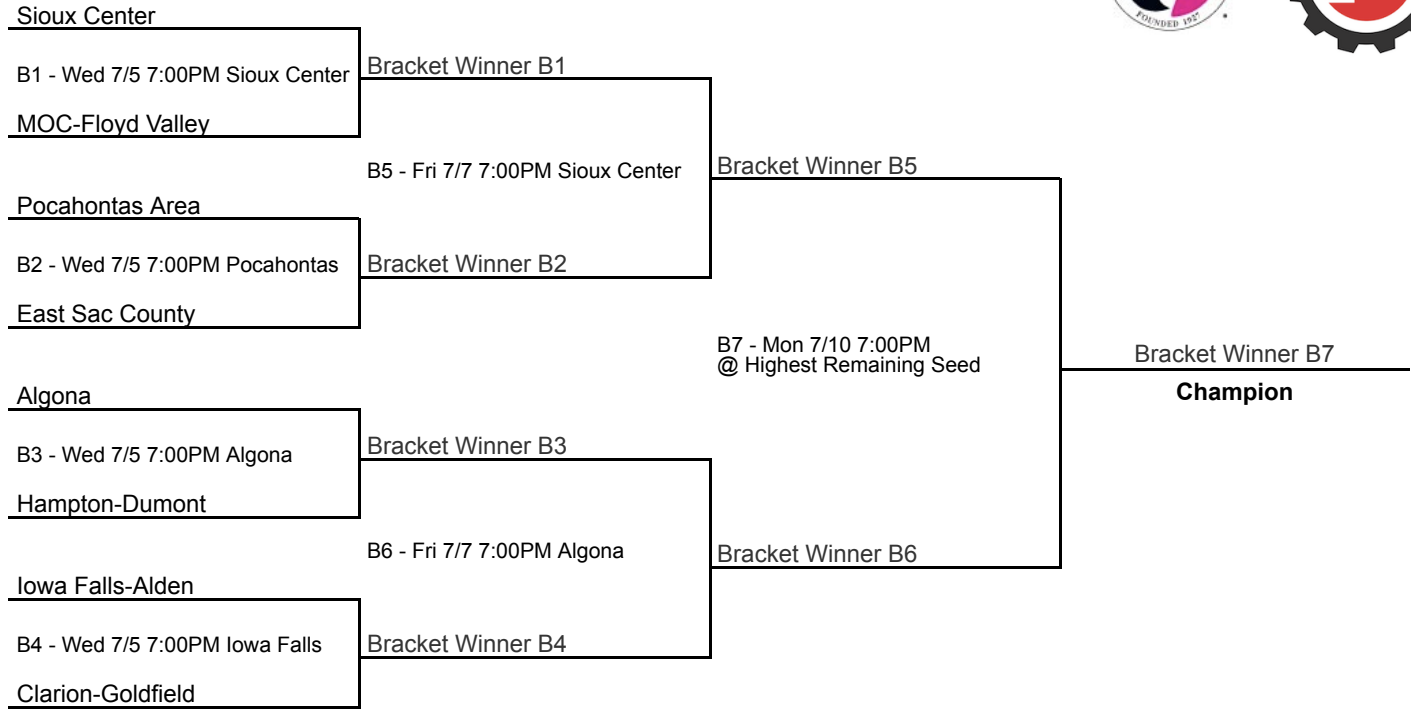 FOUNDED 1927
Sioux Center
B1 - Wed 7/5 7:00PM Sioux Center
Bracket Winner B1
MOC-Floyd Valley
B5 - Fri 7/7 7:00PM Sioux Center
Bracket Winner B5
Pocahontas Area
B2 - Wed 7/5 7:00PM Pocahontas
Bracket Winner B2
East Sac County
B7 - Mon 7/10 7:00PM
@ Highest Remaining Seed
Bracket Winner B7
Champion
Algona
B3 - Wed 7/5 7:00PM Algona
Bracket Winner B3
Hampton-Dumont
B6 - Fri 7/7 7:00PM Algona
Bracket Winner B6
Iowa Falls-Alden
B4 - Wed 7/5 7:00PM Iowa Falls
Bracket Winner B4
Clarion-Goldfield